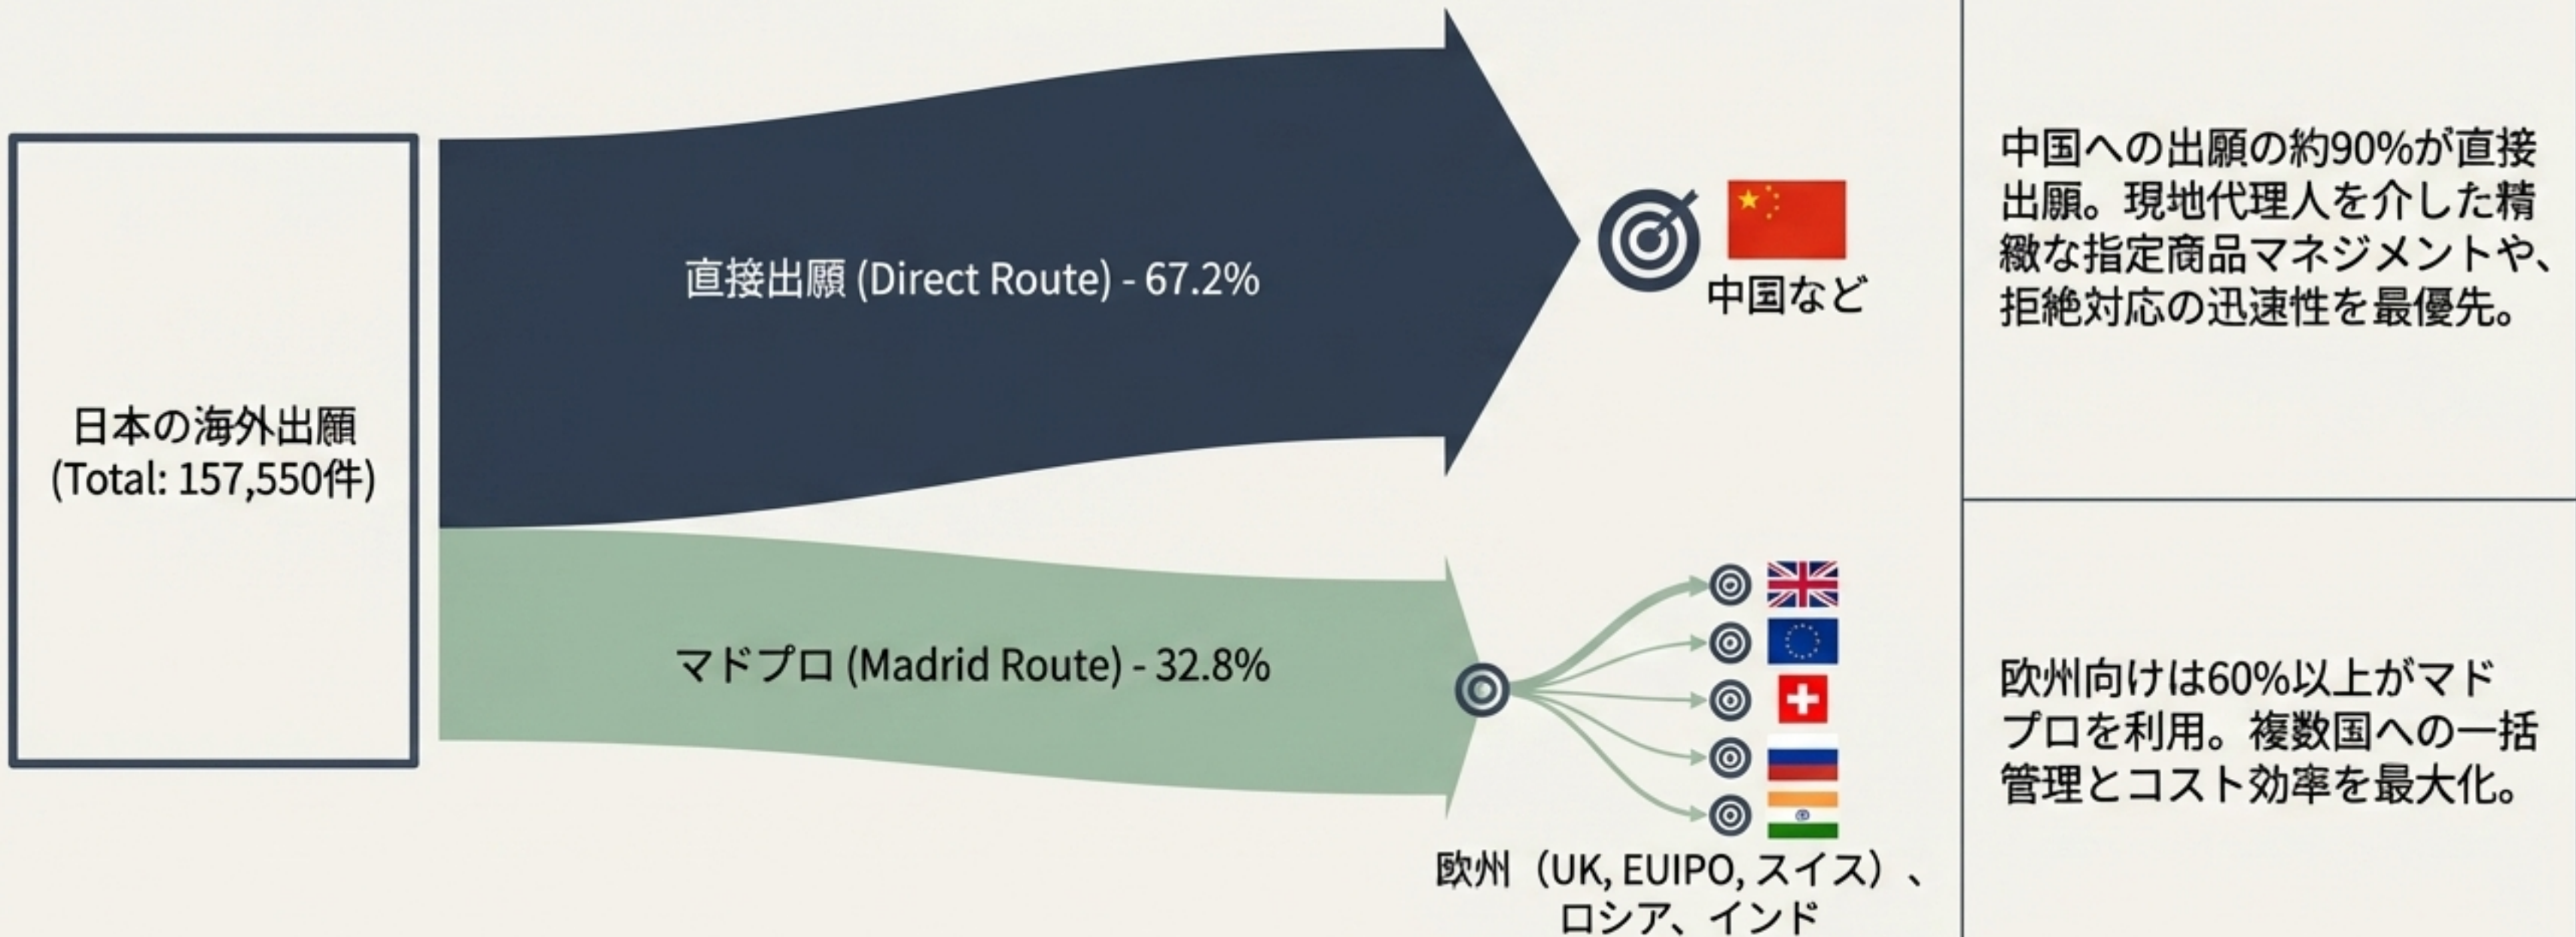 日本の海外出願
(Total: 157,550件)
直接出願 (Direct Route) - 67.2%
中国など
中国への出願の約90%が直接
出願。現地代理人を介した精
緻な指定商品マネジメントや、
拒絶対応の迅速性を最優先。
マドプロ (Madrid Route) - 32.8%
欧州（UK, EUIPO, スイス）、
ロシア、インド
欧州向けは60%以上がマド
プロを利用。複数国への一括
管理とコスト効率を最大化。